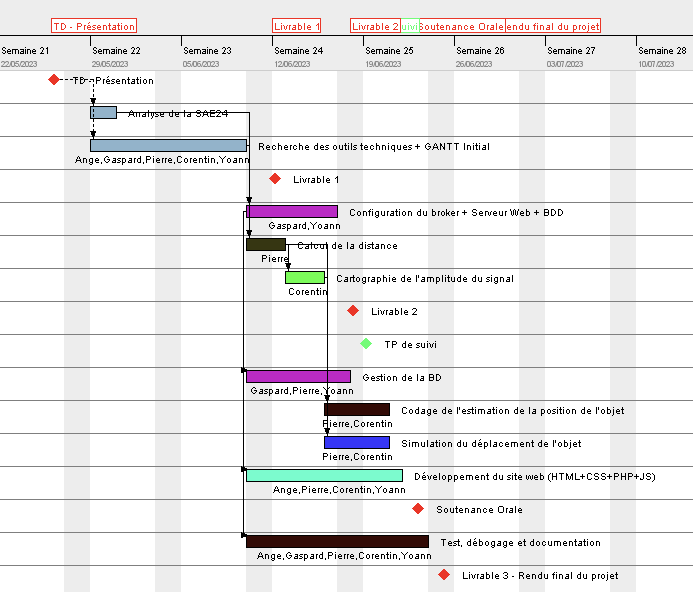 TD - Présentation Livrable 1 Livrable 2 uivi Soutenance Orale endu final du projet
Semaine 21 Semaine 22 Semaine 23 Semaine 24 Semaine 25 Semaine 26 Semaine 27 Semaine 28
22/05/2023 29/05/2023 05/06/2023 12/06/2023 19/06/2023 26/06/2023 03/07/2023 10/07/2023
TD - Présentation
Analyse de la SAE24
Recherche des outils techniques + GANTT Initial
Ange,Gaspard,Pierre,Corentin,Yoann
Livrable 1
Configuration du broker + Serveur Web + BDD
Gaspard,Yoann
Calcul de la distance
Pierre
Cartographie de l'amplitude du signal
Corentin
Livrable 2
TP de suivi
Gestion de la BD
Gaspard,Pierre,Yoann
Codage de l'estimation de la position de l'objet
Pierre,Corentin
Simulation du déplacement de l'objet
Pierre,Corentin
Développement du site web (HTML+CSS+PHP+JS)
Ange,Pierre,Corentin,Yoann
Soutenance Orale
Test, débogage et documentation
Ange,Gaspard,Pierre,Corentin,Yoann
Livrable 3 - Rendu final du projet